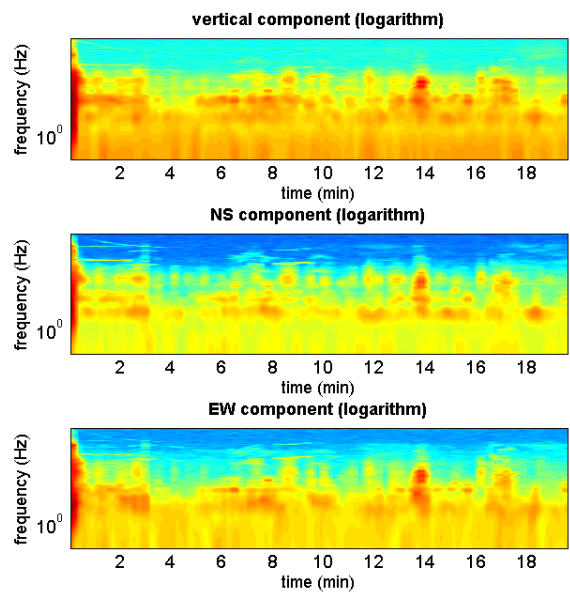 vertical component (logarithm)
frequency (Hz)
10⁰
2 4 6 8 10 12 14 16 18
time (min)
NS component (logarithm)
frequency (Hz)
10⁰
2 4 6 8 10 12 14 16 18
time (min)
EW component (logarithm)
frequency (Hz)
10⁰
2 4 6 8 10 12 14 16 18
time (min)